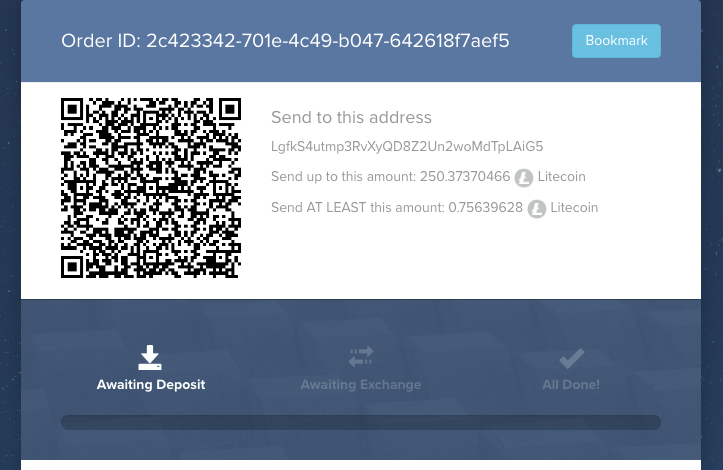 Order ID: 2c423342-701e-4c49-b047-642618f7aef5
Bookmark
Send to this address
LgfkS4utmp3RvXyQD8Z2Un2woMdTpLAiG5
Send up to this amount: 250.37370466 Litecoin
Send AT LEAST this amount: 0.75639628 Litecoin
Awaiting Deposit
Awaiting Exchange
All Done!